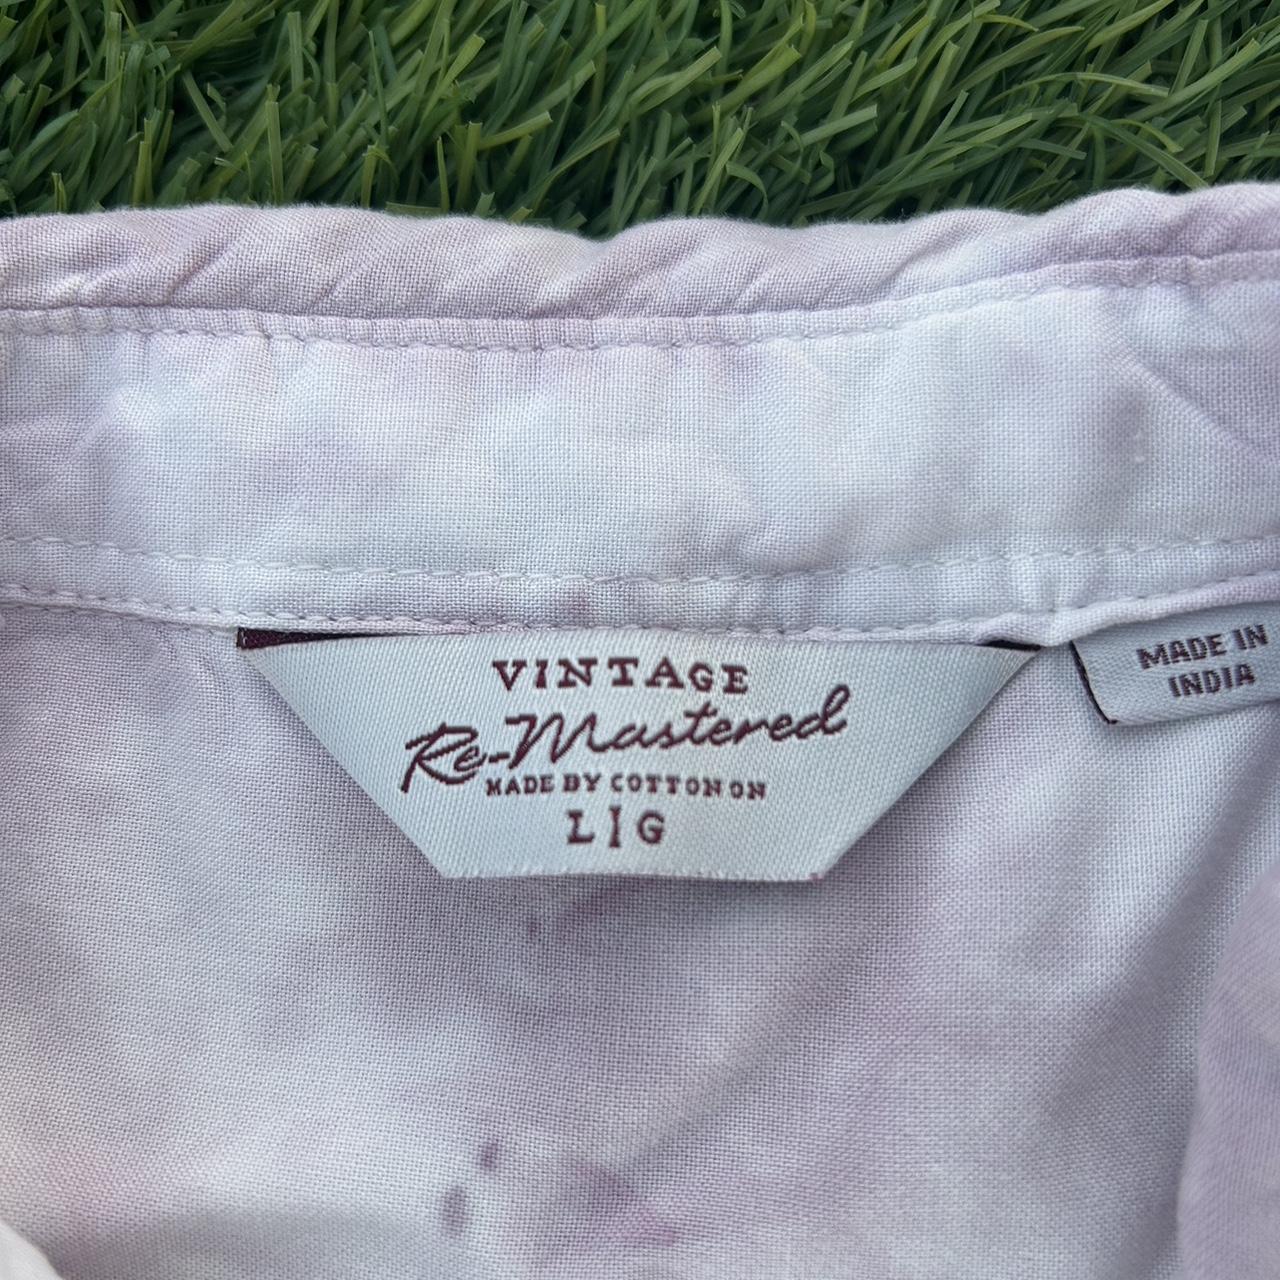 VINTAGE
Re-Mastered
MADE BY COTTON ON
L|G
MADE IN
INDIA